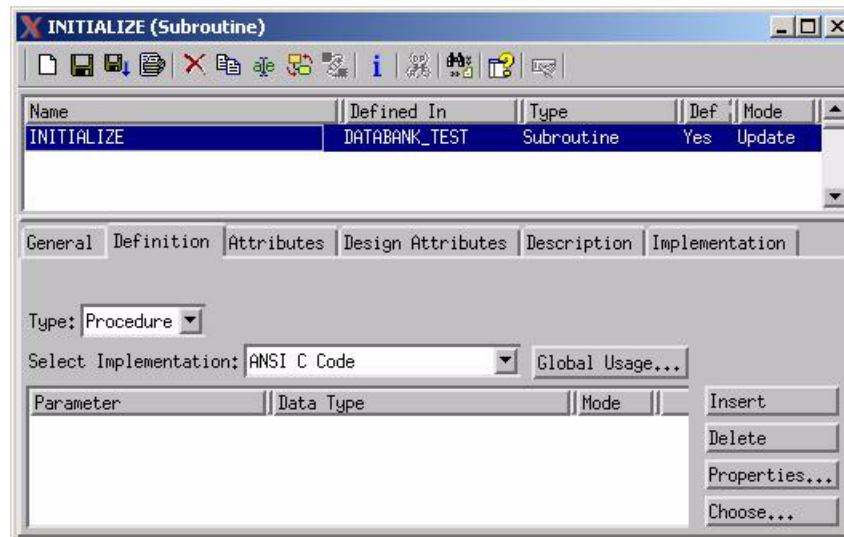 INITIALIZE (Subroutine)
Name Defined In Type Def Mode
INITIALIZE DATABANK_TEST Subroutine Yes Update
General Definition Attributes Design Attributes Description Implementation
Type: Procedure
Select Implementation: ANSI C Code Global Usage...
Parameter Data Type Mode Insert
Delete
Properties...
Choose...